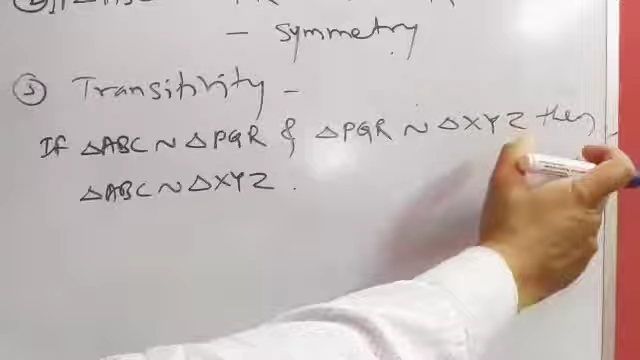 — Symmetry
③ Transitivity –
If △ABC ~ △PQR & △PQR ~ △XYZ then
△ABC ~ △XYZ .